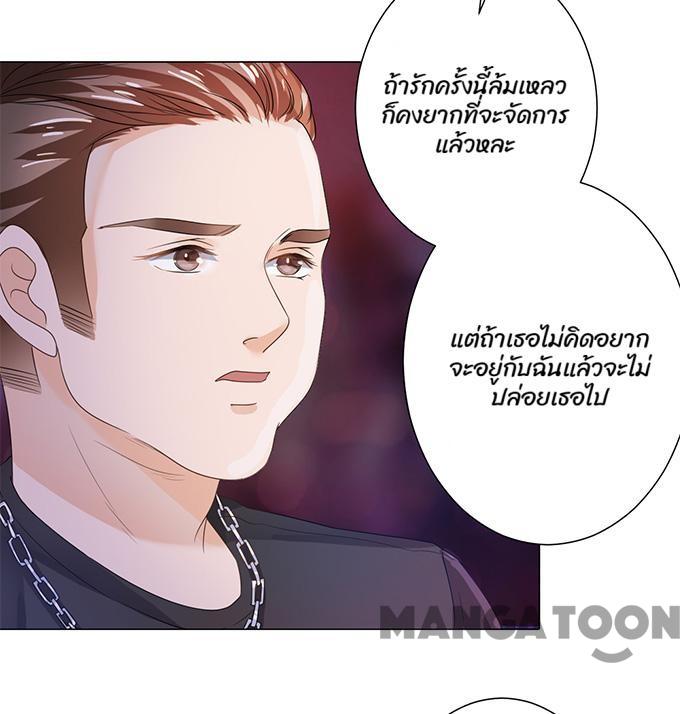 ถ้ารักครั้งนี้ล้มเหลว
ก็คงยากที่จะจัดการ
แล้วหละ
แต่ถ้าเธอไม่คิดอยาก
จะอยู่กับฉันแล้วจะไม่
ปล่อยเธอไป
MANGATOON